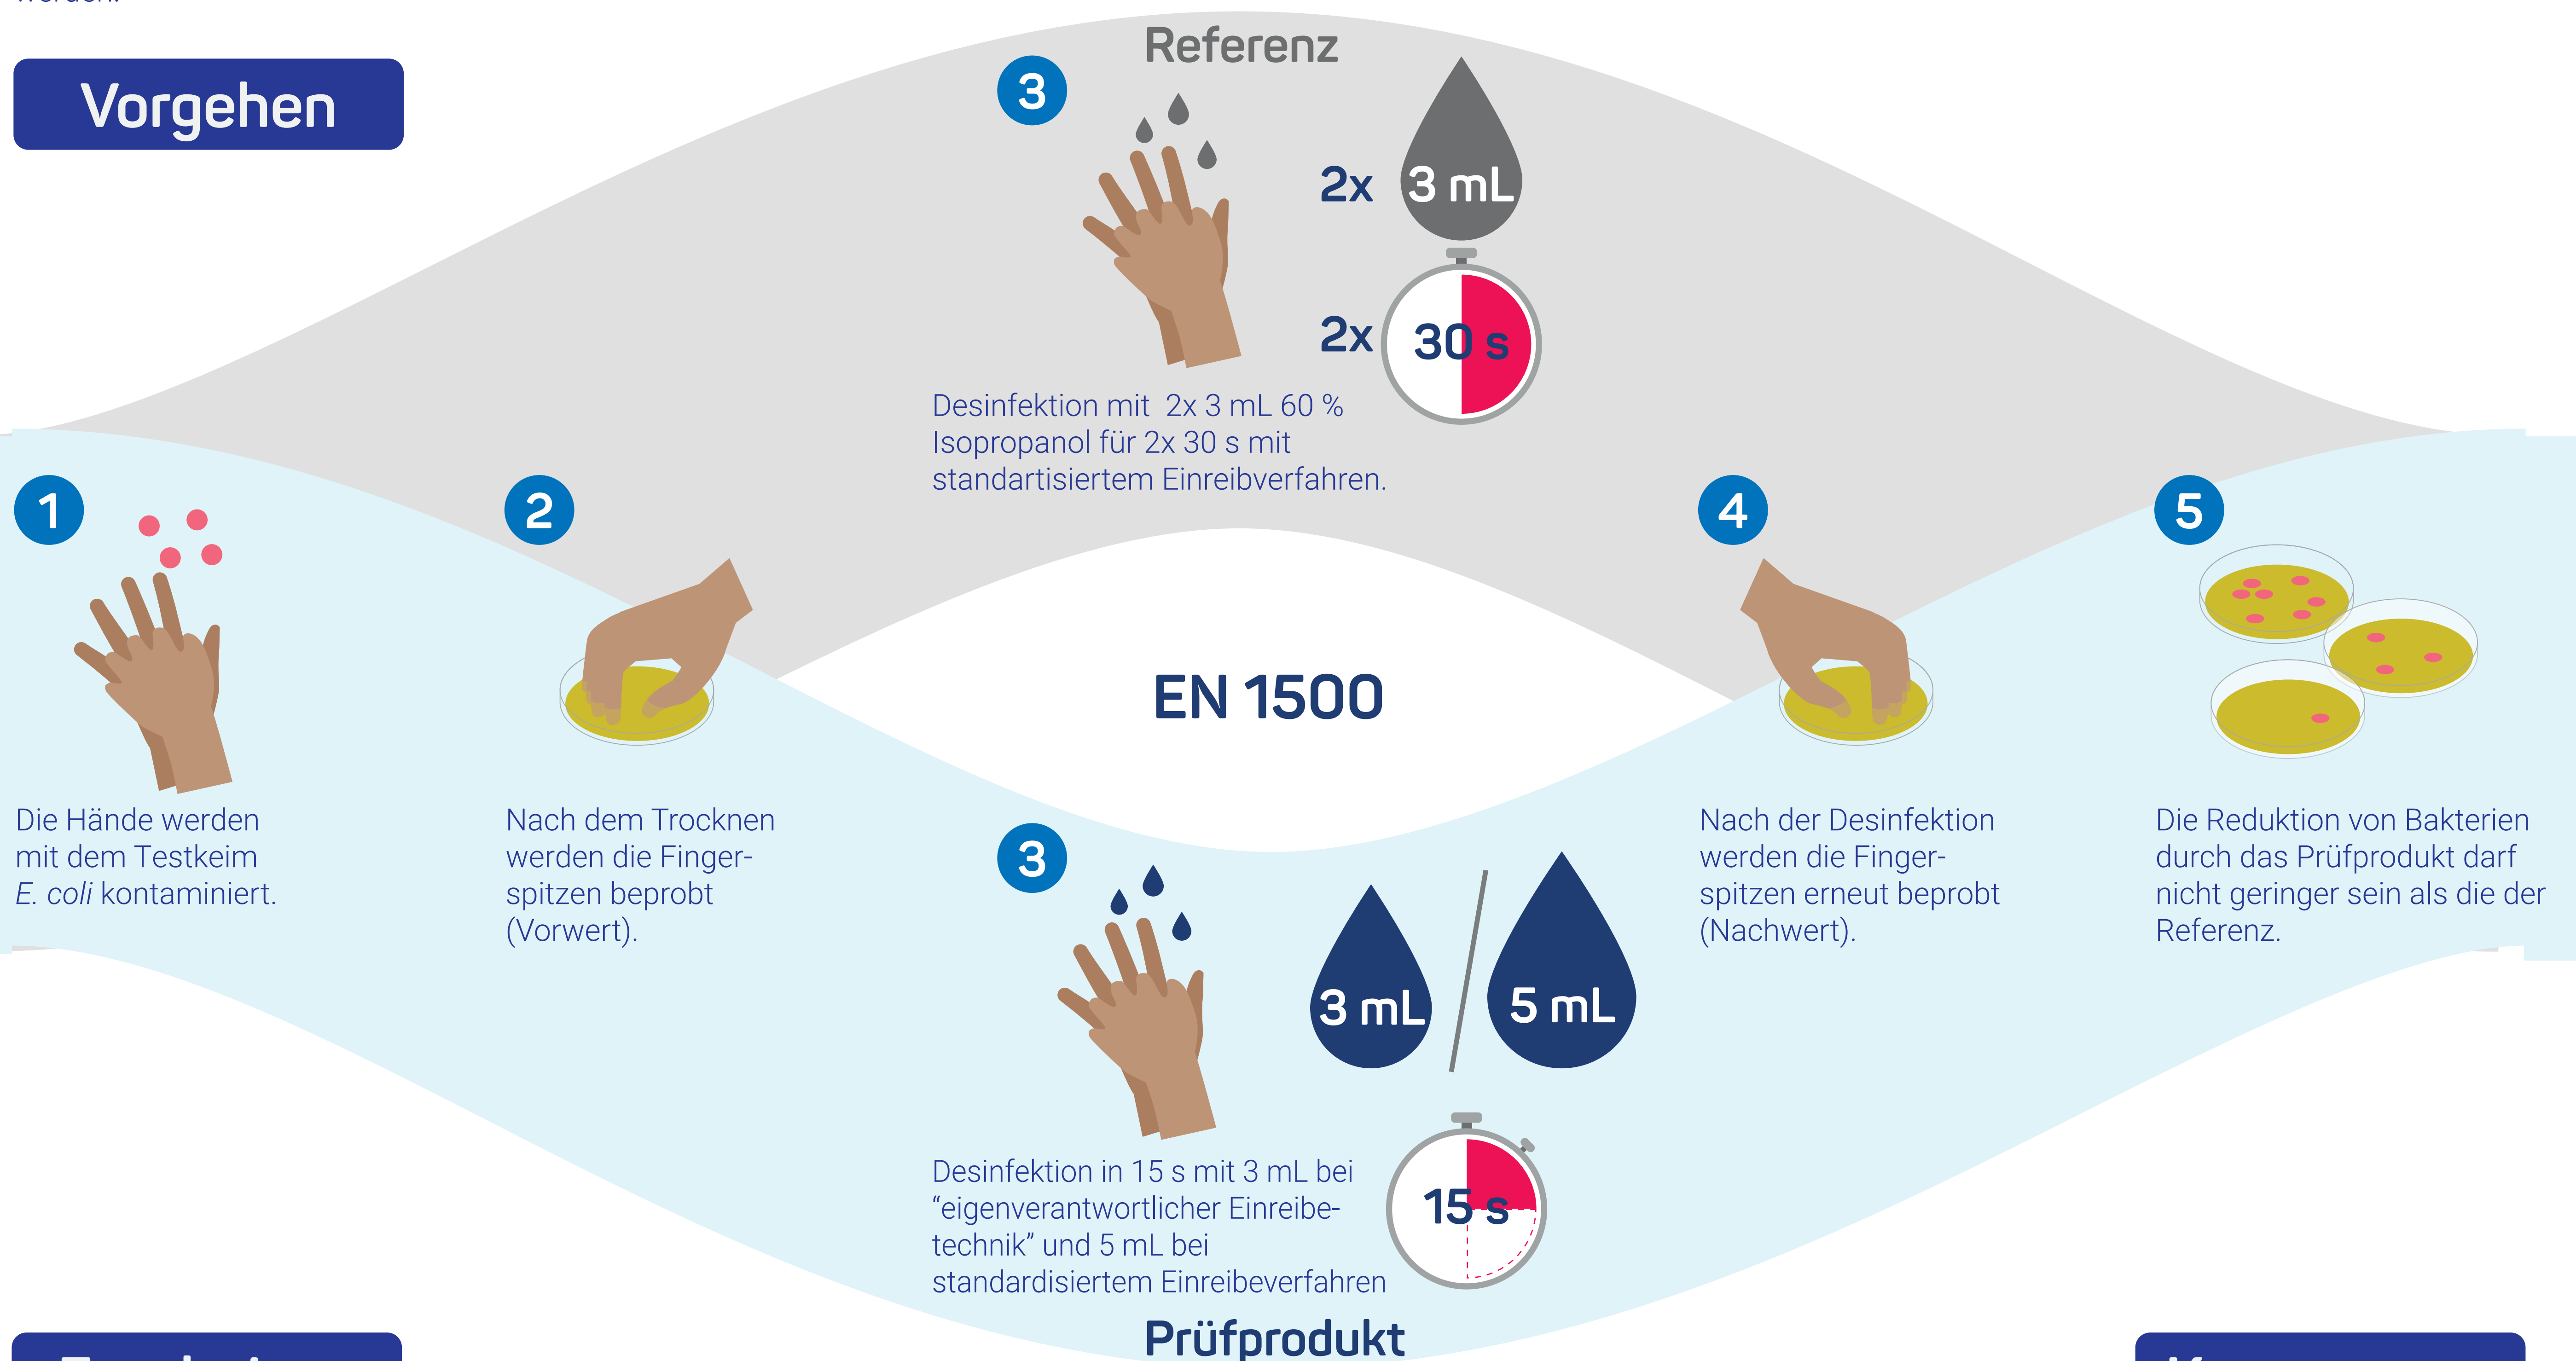 Vorgehen
Referenz
3
2x 3 mL
2x 30 s
Desinfektion mit 2x 3 mL 60 %
Isopropanol für 2x 30 s mit
standartisiertem Einreibverfahren.
1
Die Hände werden
mit dem Testkeim
E. coli kontaminiert.
2
Nach dem Trocknen
werden die Finger-
spitzen beprobt
(Vorwert).
EN 1500
3
3 mL / 5 mL
15 s
Desinfektion in 15 s mit 3 mL bei
“eigenverantwortlicher Einreibe-
technik” und 5 mL bei
standardisiertem Einreibeverfahren
Prüfprodukt
4
Nach der Desinfektion
werden die Finger-
spitzen erneut beprobt
(Nachwert).
5
Die Reduktion von Bakterien
durch das Prüfprodukt darf
nicht geringer sein als die der
Referenz.